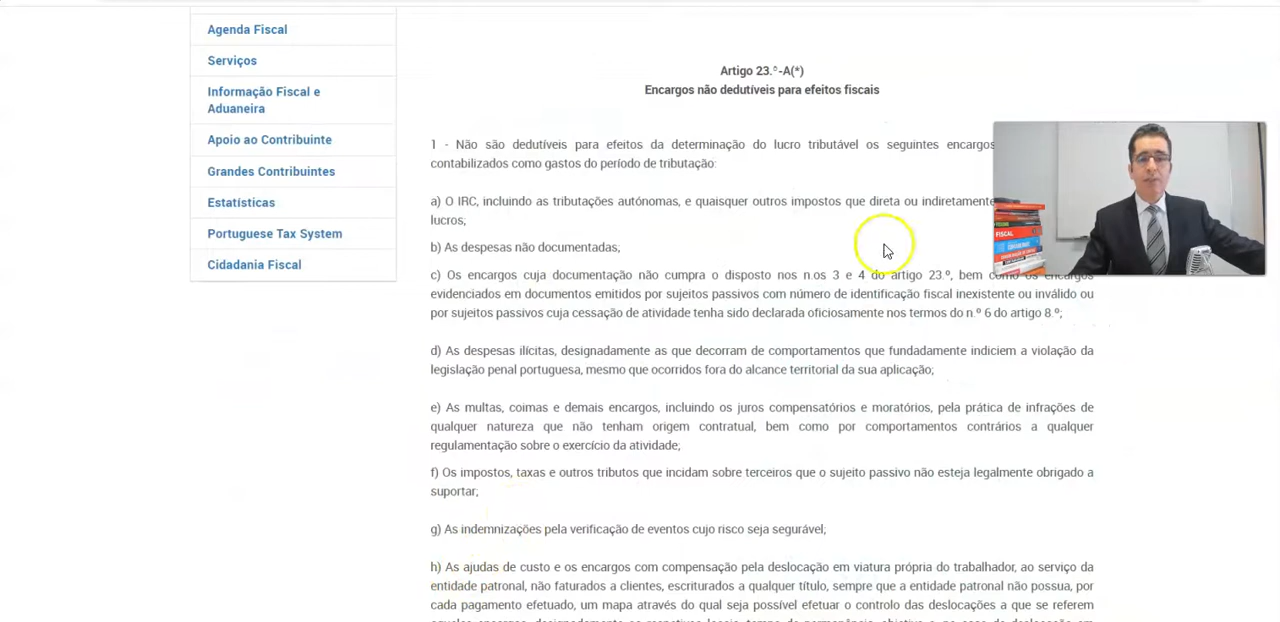 Agenda Fiscal
Serviços
Informação Fiscal e
Aduaneira
Apoio ao Contribuinte
Grandes Contribuintes
Estatísticas
Portuguese Tax System
Cidadania Fiscal
Artigo 23.º-A(*)
Encargos não dedutíveis para efeitos fiscais
1 - Não são dedutíveis para efeitos da determinação do lucro tributável os seguintes encargos
contabilizados como gastos do período de tributação:
a) O IRC, incluindo as tributações autónomas, e quaisquer outros impostos que direta ou indiretamente
lucros;
b) As despesas não documentadas;
c) Os encargos cuja documentação não cumpra o disposto nos n.os 3 e 4 do artigo 23.º, bem como os encargos
evidenciados em documentos emitidos por sujeitos passivos com número de identificação fiscal inexistente ou inválido ou
por sujeitos passivos cuja cessação de atividade tenha sido declarada oficiosamente nos termos do n.º 6 do artigo 8.º;
d) As despesas ilícitas, designadamente as que decorram de comportamentos que fundadamente indiciem a violação da
legislação penal portuguesa, mesmo que ocorridos fora do alcance territorial da sua aplicação;
e) As multas, coimas e demais encargos, incluindo os juros compensatórios e moratórios, pela prática de infrações de
qualquer natureza que não tenham origem contratual, bem como por comportamentos contrários a qualquer
regulamentação sobre o exercício da atividade;
f) Os impostos, taxas e outros tributos que incidam sobre terceiros que o sujeito passivo não esteja legalmente obrigado a
suportar;
g) As indemnizações pela verificação de eventos cujo risco seja segurável;
h) As ajudas de custo e os encargos com compensação pela deslocação em viatura própria do trabalhador, ao serviço da
entidade patronal, não faturados a clientes, escriturados a qualquer título, sempre que a entidade patronal não possua, por
cada pagamento efetuado, um mapa através do qual seja possível efetuar o controlo das deslocações a que se referem
FISCAL